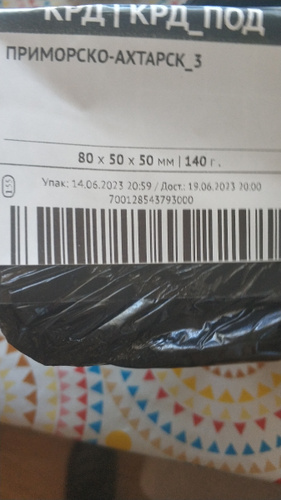 КРД | КРД_ПОД
ПРИМОРСКО-АХТАРСК_3
80 x 50 x 50 мм | 140 г.
133
Упак: 14.06.2023 20:59 / Дост: 19.06.2023 20:00
700128543793000